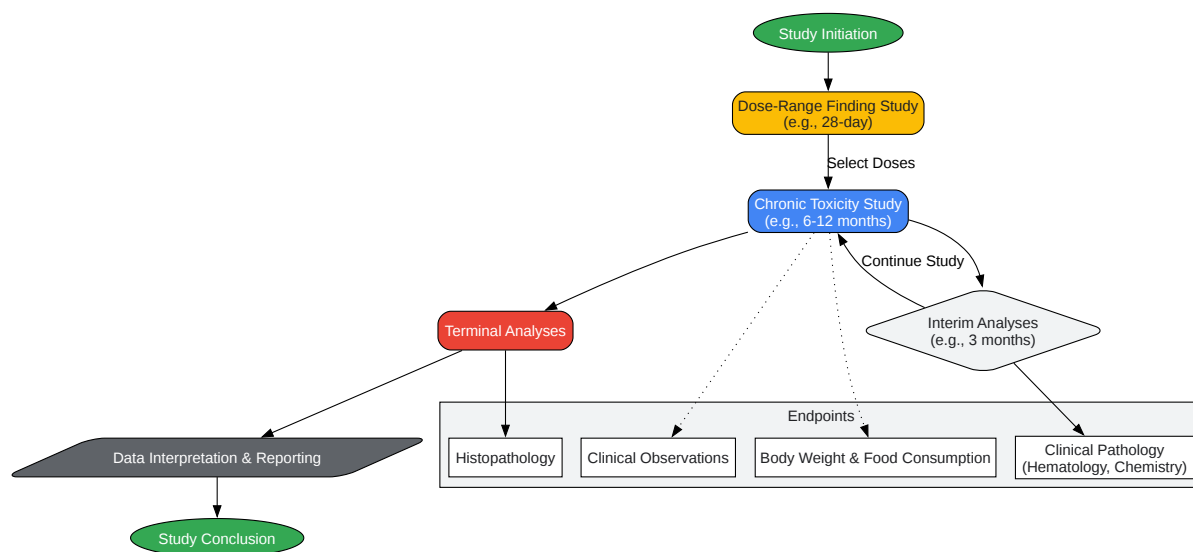 Study Initiation
Dose-Range Finding Study
(e.g., 28-day)
Select Doses
Chronic Toxicity Study
(e.g., 6-12 months)
Continue Study
Terminal Analyses
Interim Analyses
(e.g., 3 months)
Endpoints
Histopathology
Clinical Observations
Body Weight & Food Consumption
Clinical Pathology
(Hematology, Chemistry)
Data Interpretation & Reporting
Study Conclusion